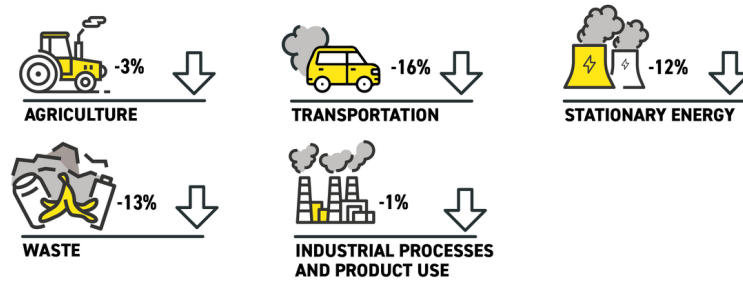 -3%
AGRICULTURE
-16%
TRANSPORTATION
-12%
STATIONARY ENERGY
-13%
WASTE
-1%
INDUSTRIAL PROCESSES
AND PRODUCT USE